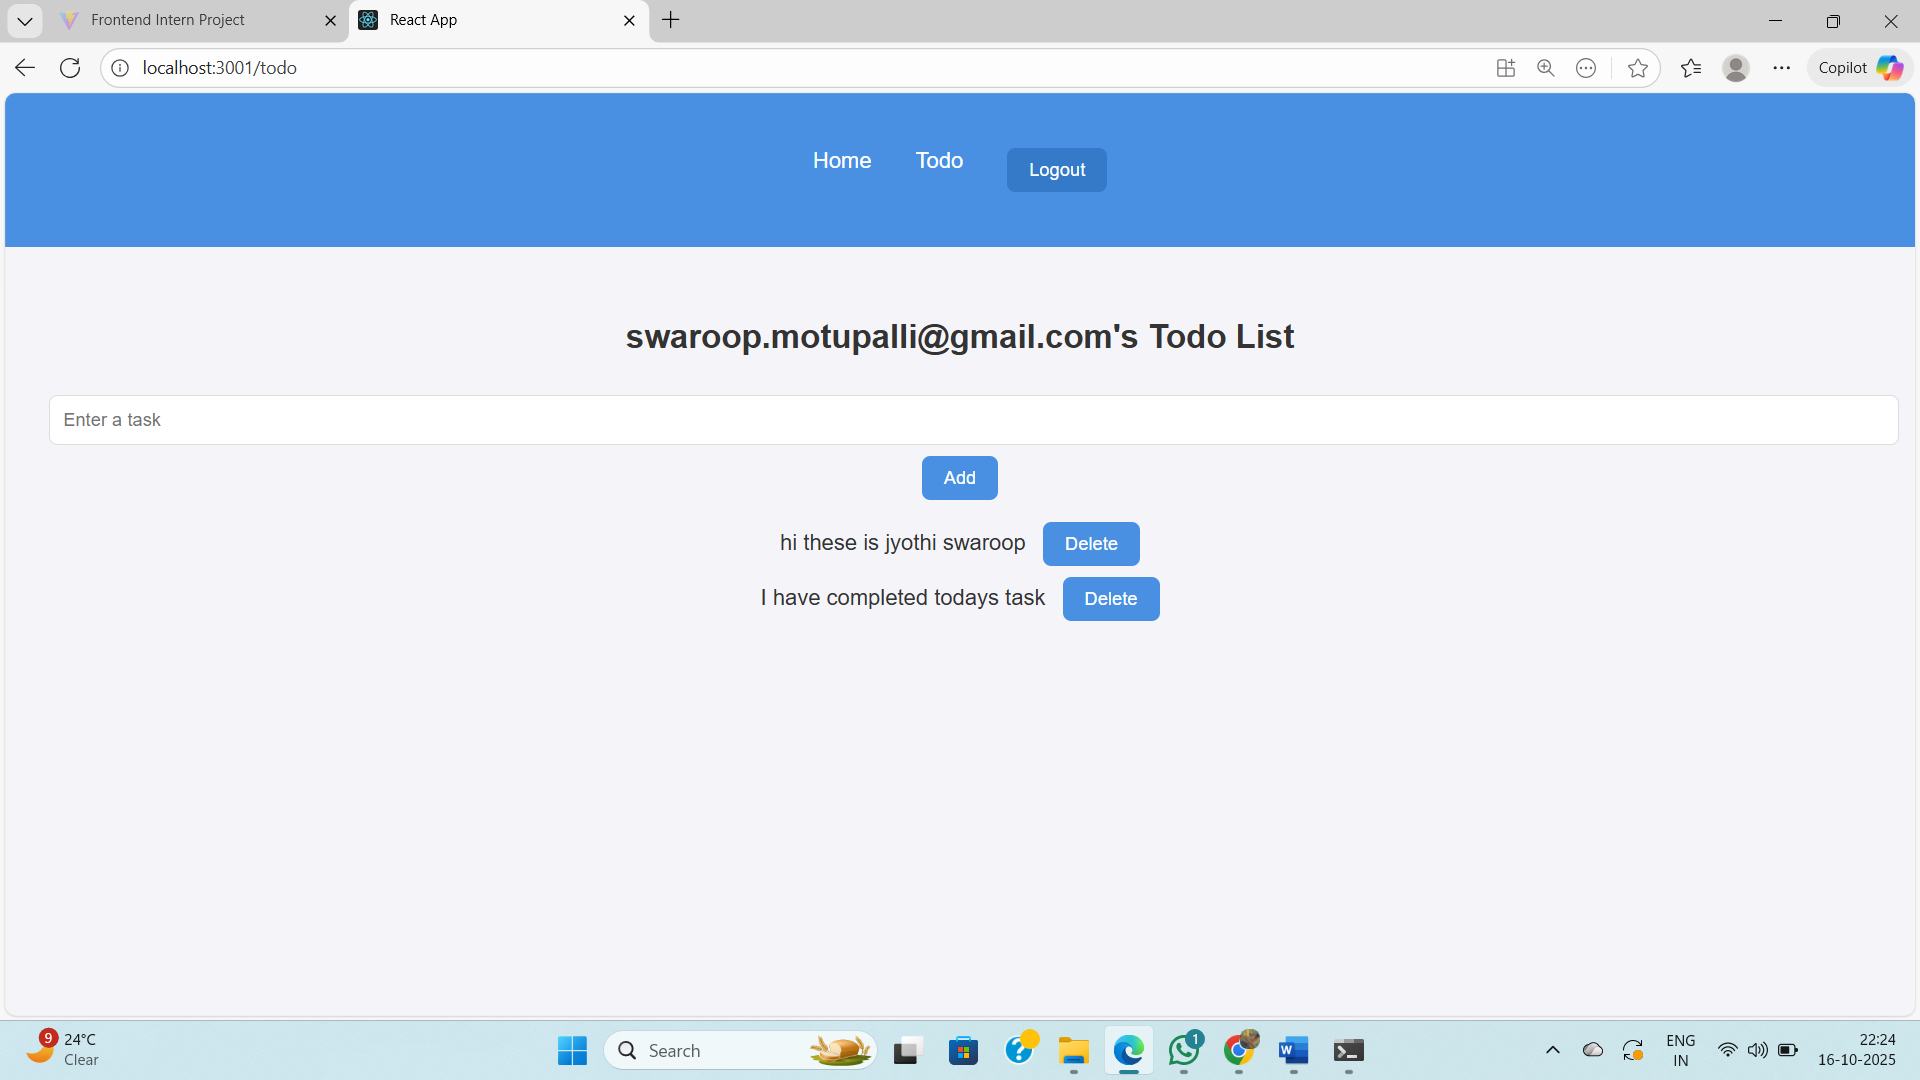 Frontend Intern Project
React App
localhost:3001/todo
Copilot
Home Todo Logout
swaroop.motupalli@gmail.com's Todo List
Enter a task
Add
hi these is jyothi swaroop Delete
I have completed todays task Delete
9
24°C
Clear
Search
1
W
ENG
IN
22:24
16-10-2025